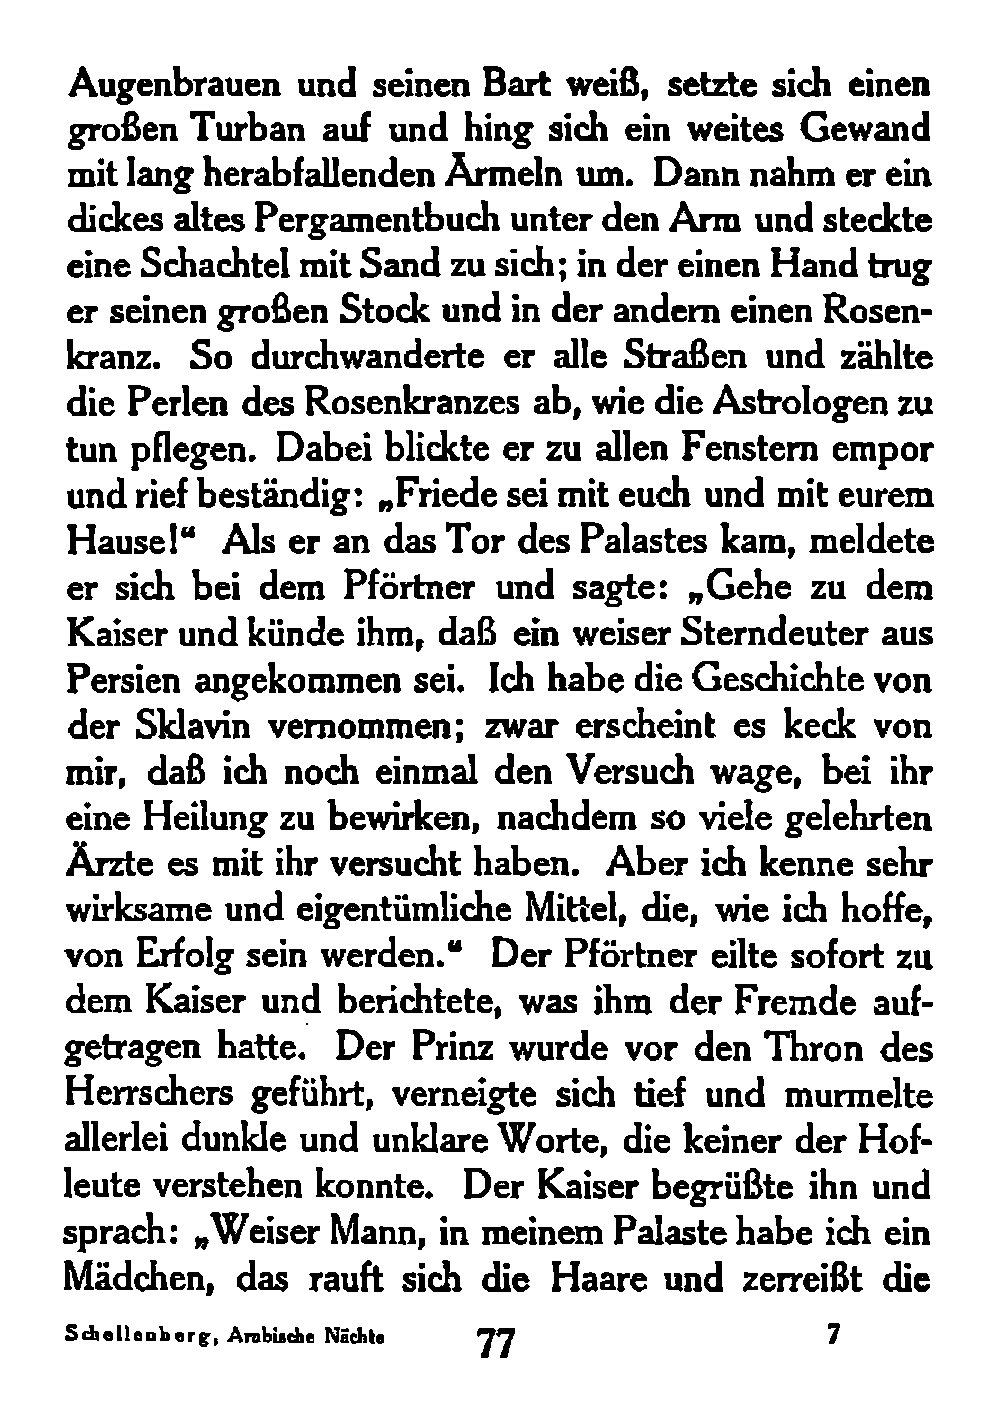 Augenbrauen und seinen Bart weiß, setzte sich einen
großen Turban auf und hing sich ein weites Gewand
mit lang herabfallenden Ärmeln um. Dann nahm er ein
dickes altes Pergamentbuch unter den Arm und steckte
eine Schachtel mit Sand zu sich; in der einen Hand trug
er seinen großen Stock und in der andern einen Rosen-
kranz. So durchwanderte er alle Straßen und zählte
die Perlen des Rosenkranzes ab, wie die Astrologen zu
tun pflegen. Dabei blickte er zu allen Fenstern empor
und rief beständig: „Friede sei mit euch und mit eurem
Hause!“ Als er an das Tor des Palastes kam, meldete
er sich bei dem Pförtner und sagte: „Gehe zu dem
Kaiser und künde ihm, daß ein weiser Sterndeuter aus
Persien angekommen sei. Ich habe die Geschichte von
der Sklavin vernommen; zwar erscheint es keck von
mir, daß ich noch einmal den Versuch wage, bei ihr
eine Heilung zu bewirken, nachdem so viele gelehrten
Ärzte es mit ihr versucht haben. Aber ich kenne sehr
wirksame und eigentümliche Mittel, die, wie ich hoffe,
von Erfolg sein werden.“ Der Pförtner eilte sofort zu
dem Kaiser und berichtete, was ihm der Fremde auf-
getragen hatte. Der Prinz wurde vor den Thron des
Herrschers geführt, verneigte sich tief und murmelte
allerlei dunkle und unklare Worte, die keiner der Hof-
leute verstehen konnte. Der Kaiser begrüßte ihn und
sprach: „Weiser Mann, in meinem Palaste habe ich ein
Mädchen, das rauft sich die Haare und zerreißt die
Schellenberg, Arabische Nächte 77 7